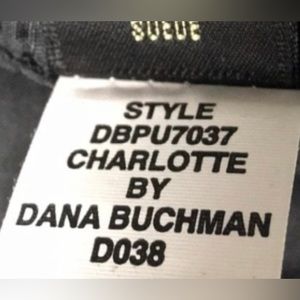 SUEDE
STYLE
DBPU7037
CHARLOTTE
BY
DANA BUCHMAN
D038